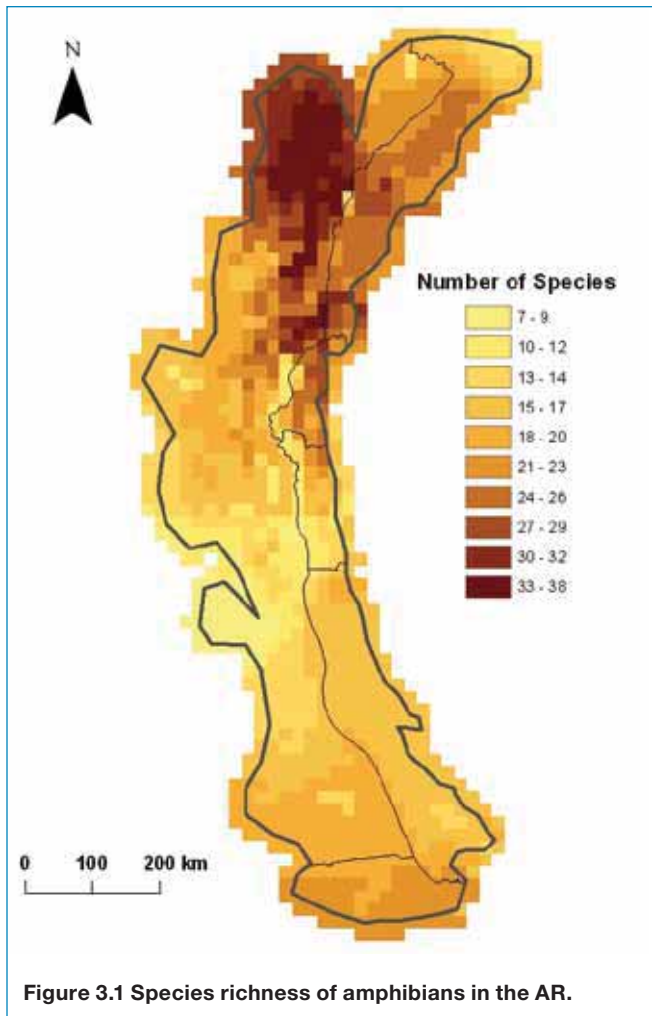 N
Number of Species
7 - 9
10 - 12
13 - 14
15 - 17
18 - 20
21 - 23
24 - 26
27 - 29
30 - 32
33 - 38
0 100 200 km
Figure 3.1 Species richness of amphibians in the AR.